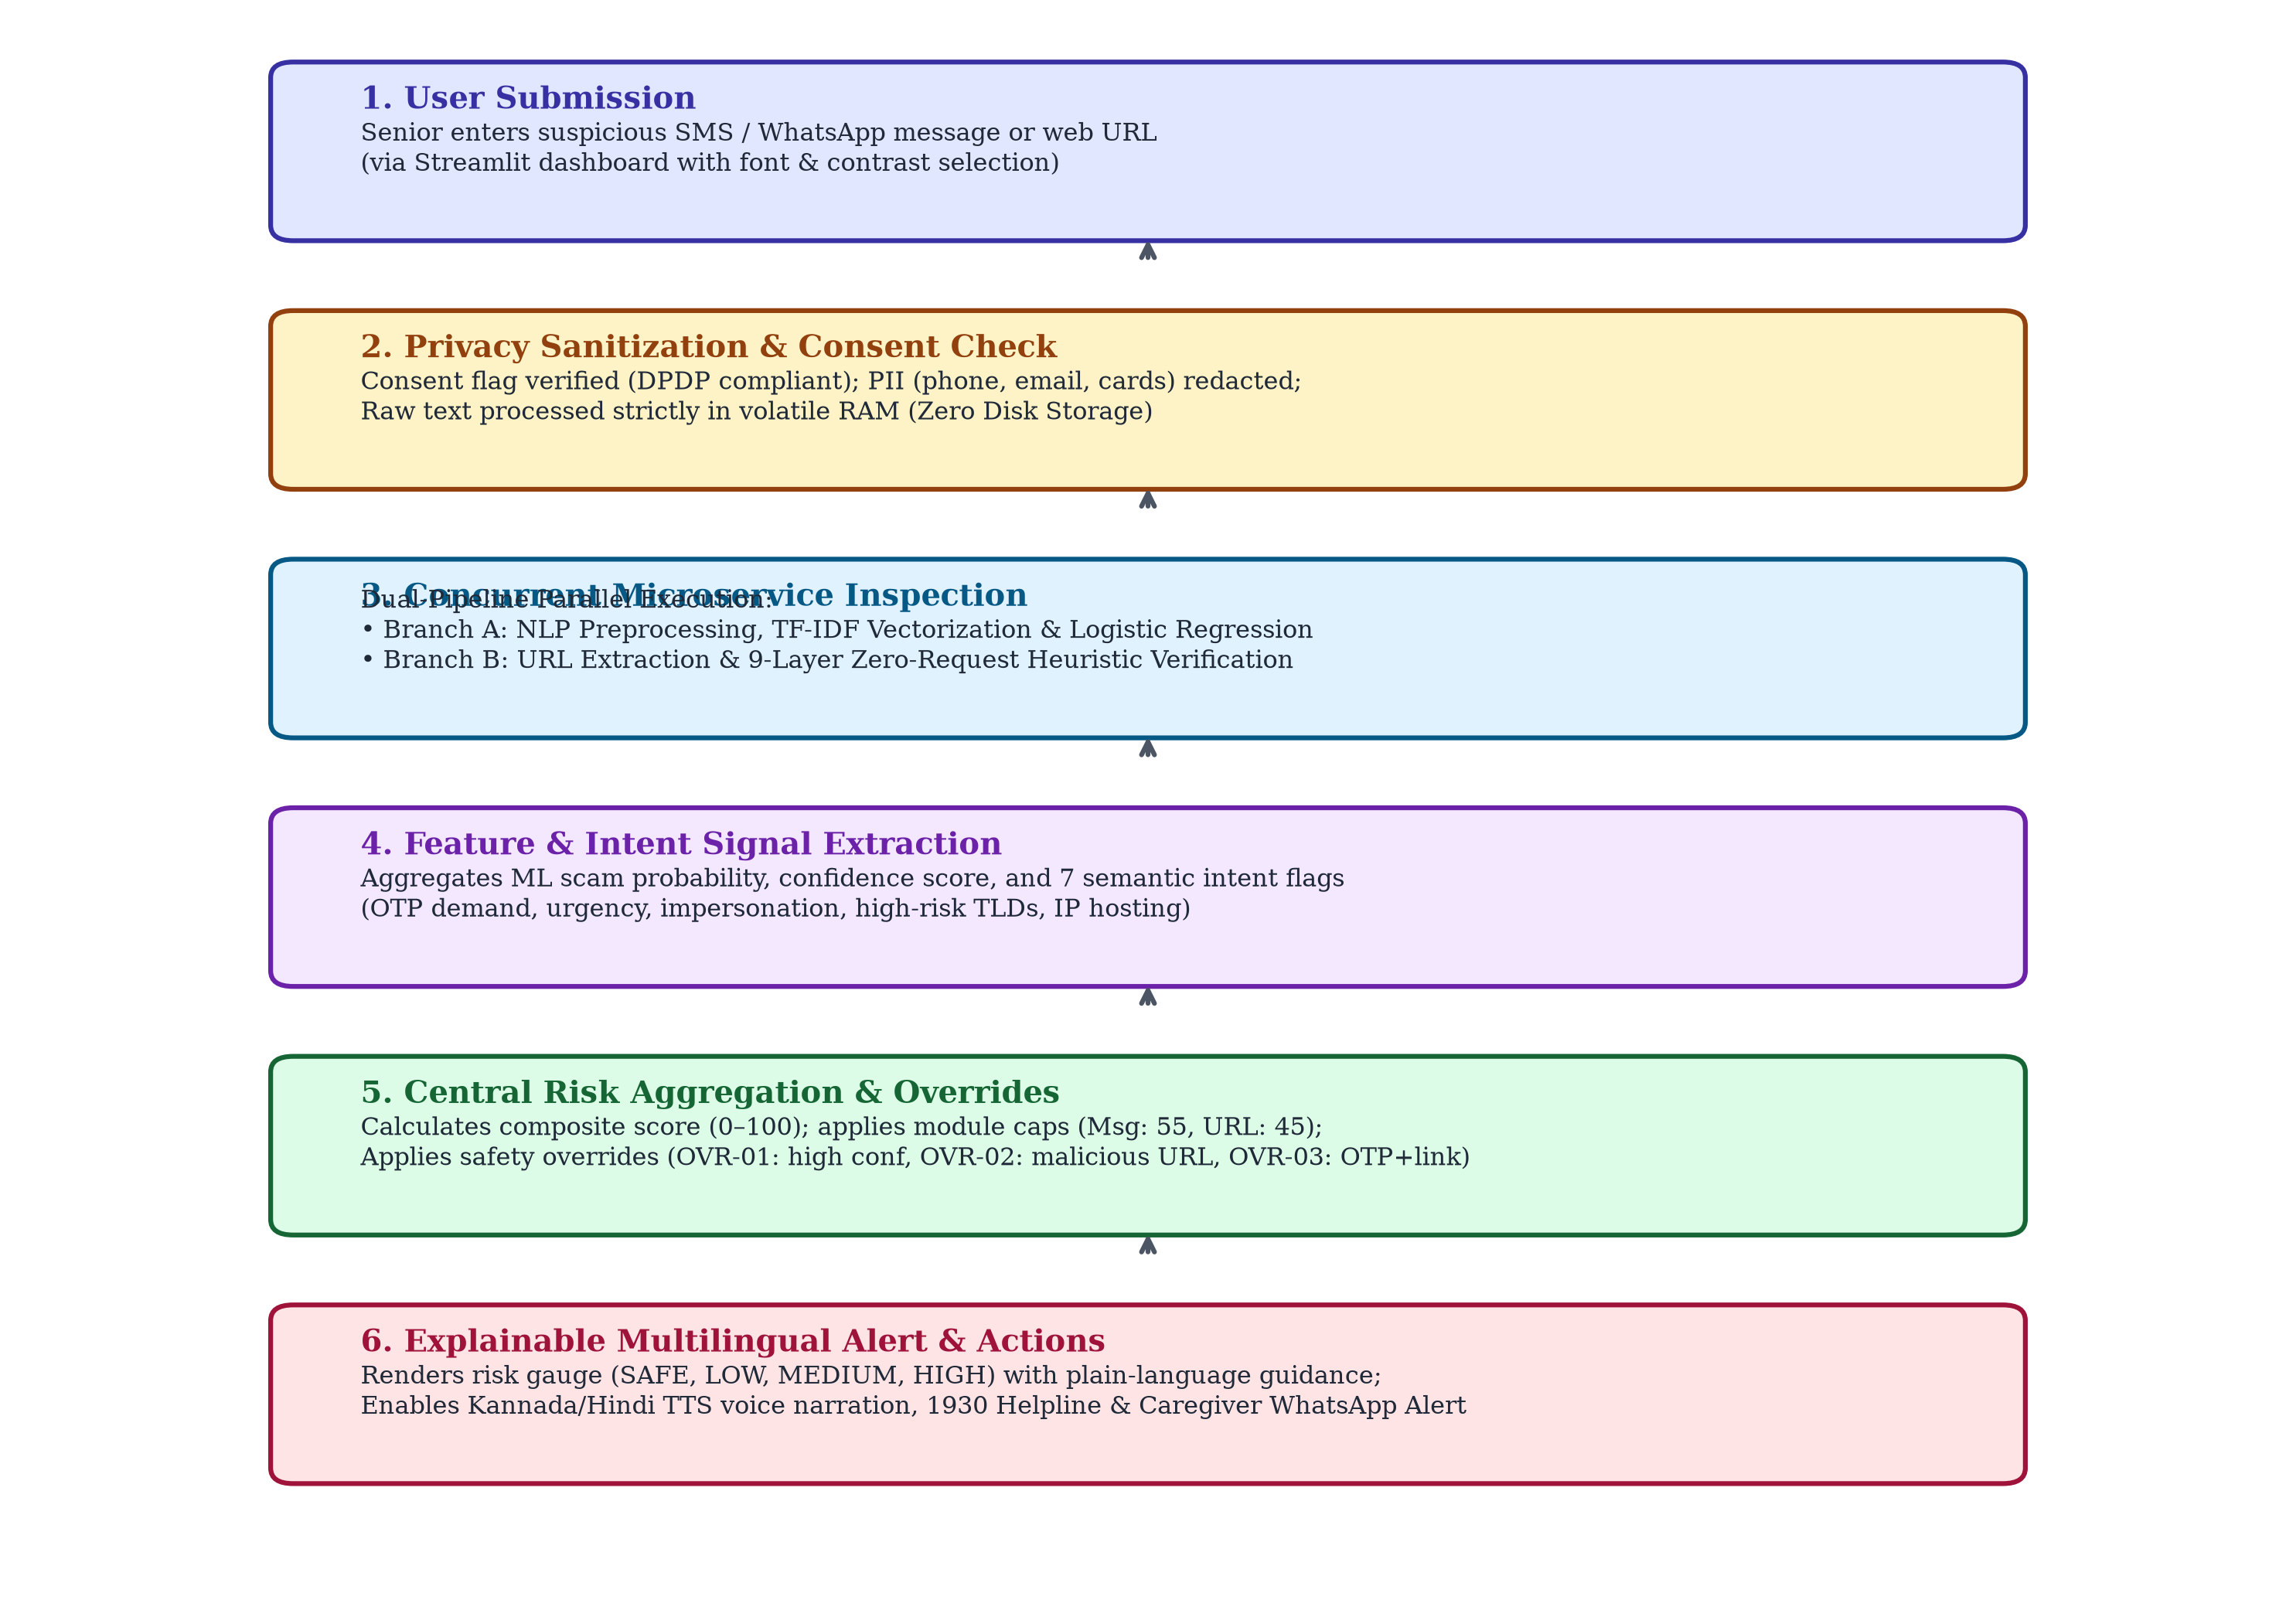 1. User Submission
Senior enters suspicious SMS / WhatsApp message or web URL
(via Streamlit dashboard with font & contrast selection)
2. Privacy Sanitization & Consent Check
Consent flag verified (DPDP compliant); PII (phone, email, cards) redacted;
Raw text processed strictly in volatile RAM (Zero Disk Storage)
3. Concurrent Microservice Inspection
Dual-Pipeline Parallel Execution:
• Branch A: NLP Preprocessing, TF-IDF Vectorization & Logistic Regression
• Branch B: URL Extraction & 9-Layer Zero-Request Heuristic Verification
4. Feature & Intent Signal Extraction
Aggregates ML scam probability, confidence score, and 7 semantic intent flags
(OTP demand, urgency, impersonation, high-risk TLDs, IP hosting)
5. Central Risk Aggregation & Overrides
Calculates composite score (0–100); applies module caps (Msg: 55, URL: 45);
Applies safety overrides (OVR-01: high conf, OVR-02: malicious URL, OVR-03: OTP+link)
6. Explainable Multilingual Alert & Actions
Renders risk gauge (SAFE, LOW, MEDIUM, HIGH) with plain-language guidance;
Enables Kannada/Hindi TTS voice narration, 1930 Helpline & Caregiver WhatsApp Alert